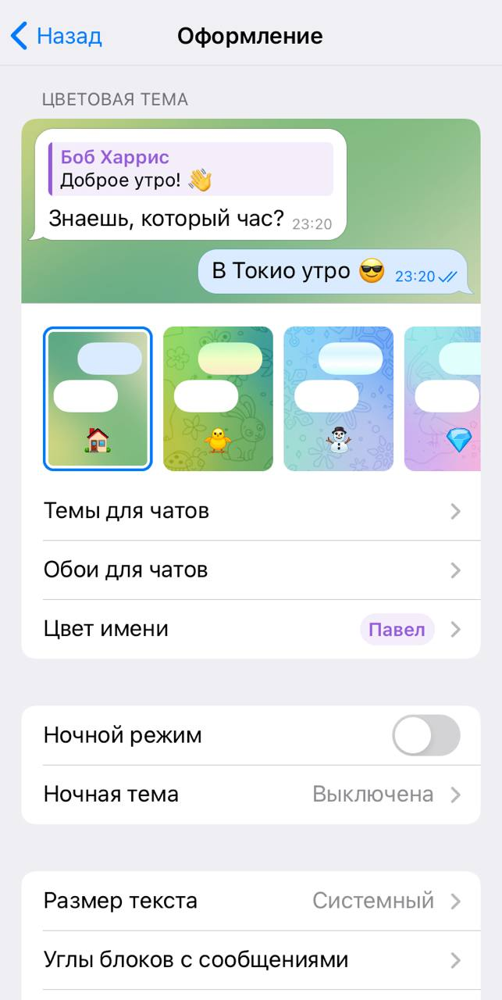 Назад
Оформление
ЦВЕТОВАЯ ТЕМА
Боб Харрис
Доброе утро! 👋
Знаешь, который час? 23:20
В Токио утро 😎 23:20
Темы для чатов
Обои для чатов
Цвет имени Павел
Ночной режим
Ночная тема Выключена
Размер текста Системный
Углы блоков с сообщениями